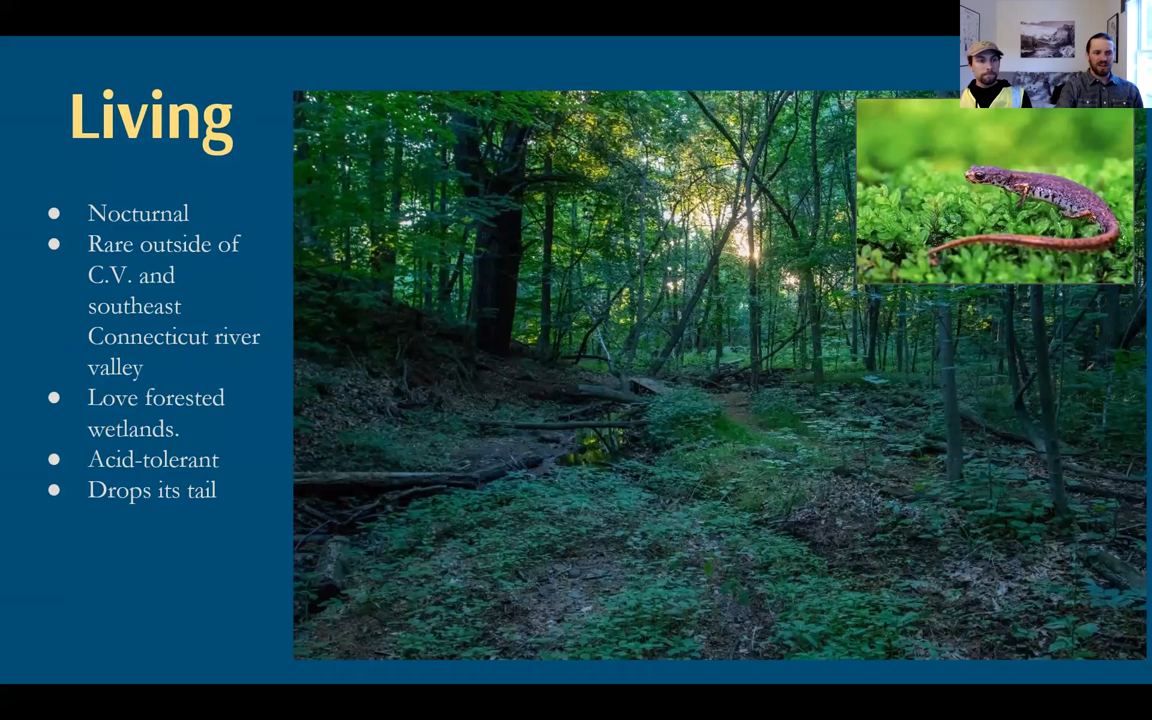 Living
● Nocturnal
● Rare outside of
C.V. and
southeast
Connecticut river
valley
● Love forested
wetlands.
● Acid-tolerant
● Drops its tail